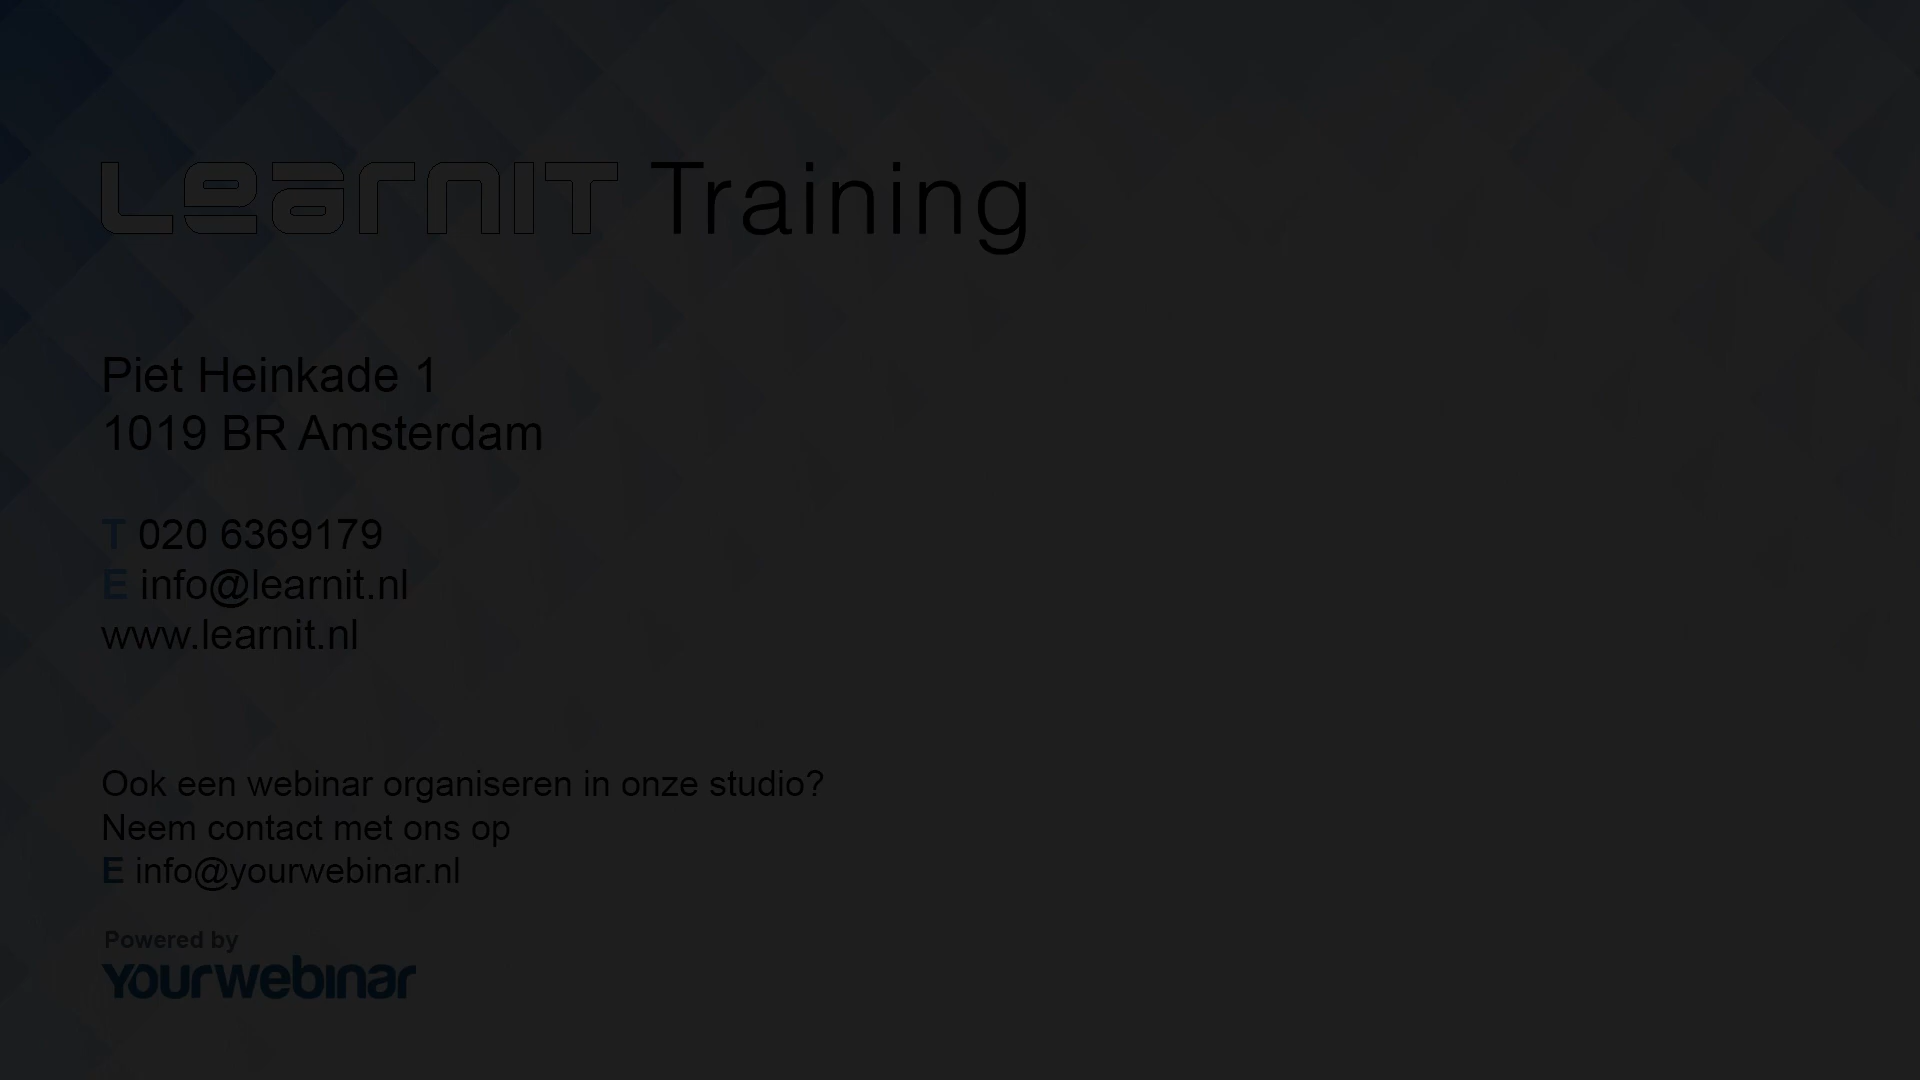 Learnit Training
Piet Heinkade 1
1019 BR Amsterdam
T 020 6369179
E info@learnit.nl
www.learnit.nl
Ook een webinar organiseren in onze studio?
Neem contact met ons op
E info@yourwebinar.nl
Powered by
Yourwebinar